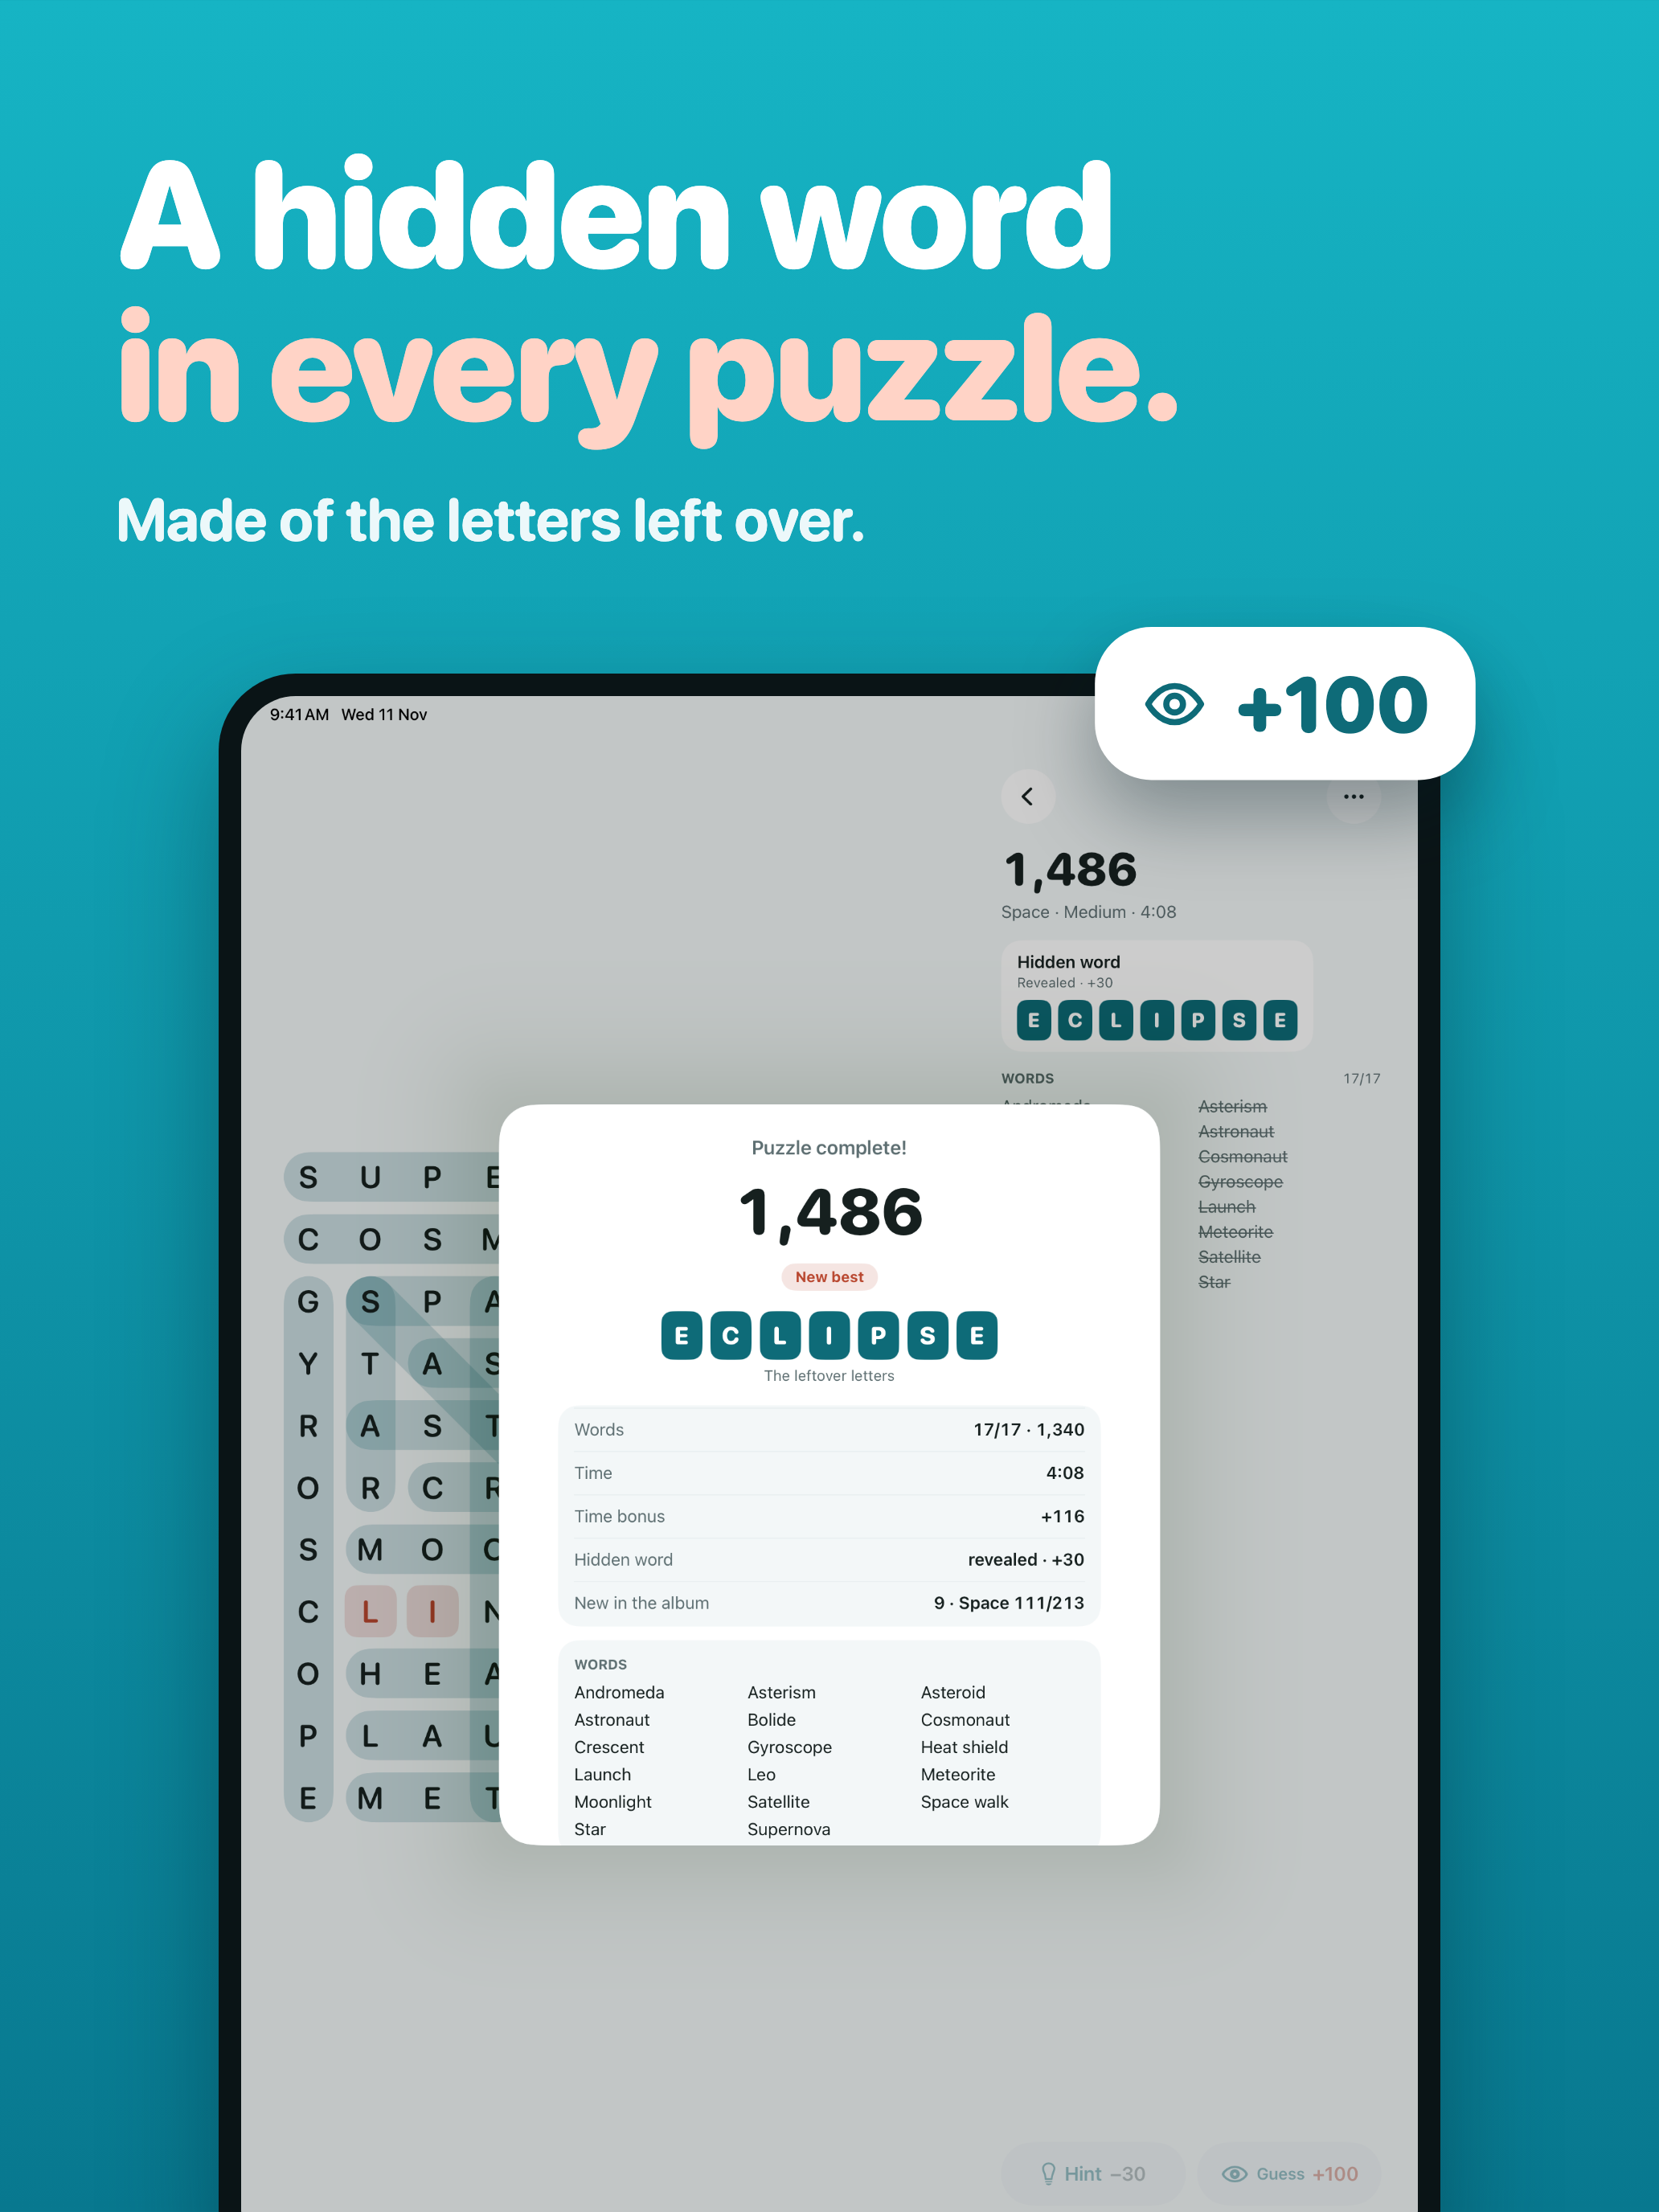 A hidden word
in every puzzle.
Made of the letters left over.
+100
9:41 AM Wed 11 Nov
1,486
Space · Medium · 4:08
Hidden word
Revealed · +30
E C L I P S E
WORDS 17/17
Asterism
Astronaut
Cosmonaut
Gyroscope
Launch
Meteorite
Satellite
Star
S U P E
C O S M
G S P A
Y T A S
R A S T
O R C R
S M O O
C L I N
O H E A
P L A U
E M E T
Puzzle complete!
1,486
New best
E C L I P S E
The leftover letters
Words 17/17 · 1,340
Time 4:08
Time bonus +116
Hidden word revealed · +30
New in the album 9 · Space 111/213
WORDS
Andromeda Asterism Asteroid
Astronaut Bolide Cosmonaut
Crescent Gyroscope Heat shield
Launch Leo Meteorite
Moonlight Satellite Space walk
Star Supernova
Hint −30
Guess +100